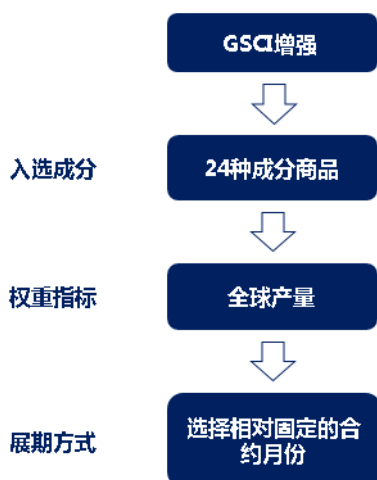 GSCI增强
入选成分
24种成分商品
权重指标
全球产量
展期方式
选择相对固定的合
约月份